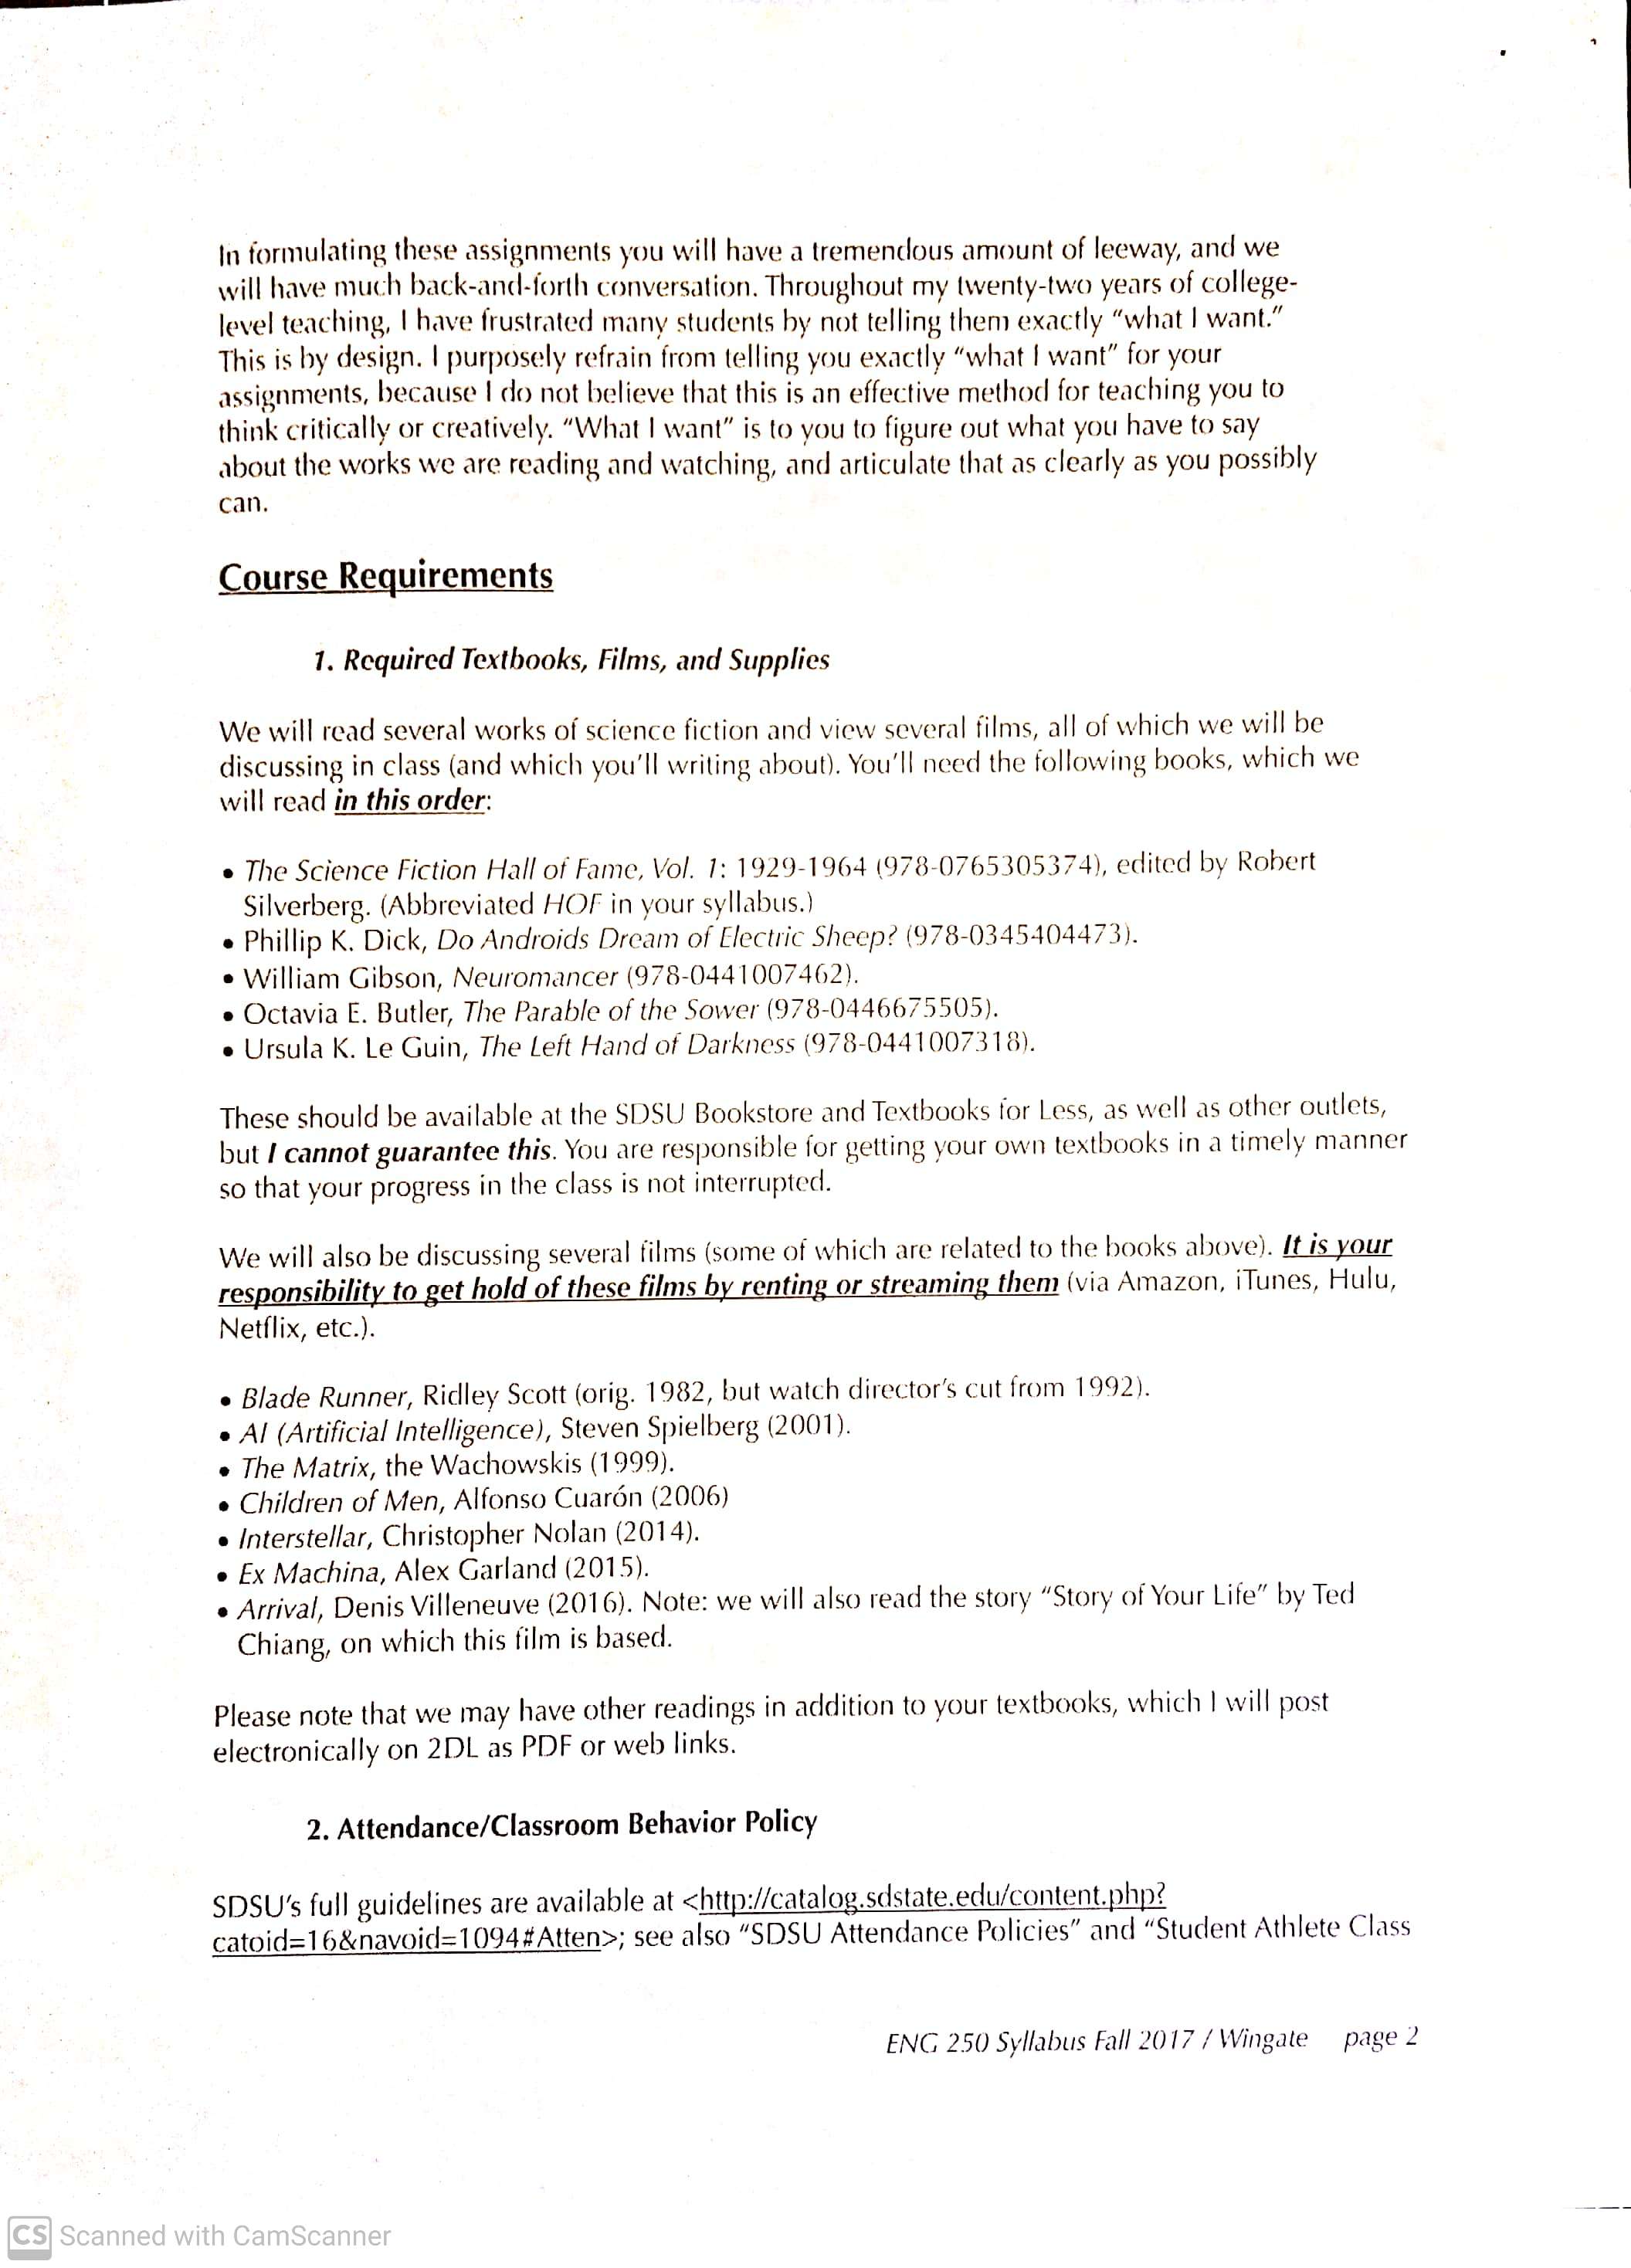 In formulating these assignments you will have a tremendous amount of leeway, and we
will have much back-and-forth conversation. Throughout my twenty-two years of college-
level teaching, I have frustrated many students by not telling them exactly “what I want.”
This is by design. I purposely refrain from telling you exactly “what I want” for your
assignments, because I do not believe that this is an effective method for teaching you to
think critically or creatively. “What I want” is to you to figure out what you have to say
about the works we are reading and watching, and articulate that as clearly as you possibly
can.
Course Requirements
1. Required Textbooks, Films, and Supplies
We will read several works of science fiction and view several films, all of which we will be
discussing in class (and which you’ll writing about). You’ll need the following books, which we
will read in this order:
• The Science Fiction Hall of Fame, Vol. 1: 1929-1964 (978-0765305374), edited by Robert
Silverberg. (Abbreviated HOF in your syllabus.)
• Phillip K. Dick, Do Androids Dream of Electric Sheep? (978-0345404473).
• William Gibson, Neuromancer (978-0441007462).
• Octavia E. Butler, The Parable of the Sower (978-0446675505).
• Ursula K. Le Guin, The Left Hand of Darkness (978-0441007318).
These should be available at the SDSU Bookstore and Textbooks for Less, as well as other outlets,
but I cannot guarantee this. You are responsible for getting your own textbooks in a timely manner
so that your progress in the class is not interrupted.
We will also be discussing several films (some of which are related to the books above). It is your
responsibility to get hold of these films by renting or streaming them (via Amazon, iTunes, Hulu,
Netflix, etc.).
• Blade Runner, Ridley Scott (orig. 1982, but watch director’s cut from 1992).
• AI (Artificial Intelligence), Steven Spielberg (2001).
• The Matrix, the Wachowskis (1999).
• Children of Men, Alfonso Cuarón (2006)
• Interstellar, Christopher Nolan (2014).
• Ex Machina, Alex Garland (2015).
• Arrival, Denis Villeneuve (2016). Note: we will also read the story “Story of Your Life” by Ted
Chiang, on which this film is based.
Please note that we may have other readings in addition to your textbooks, which I will post
electronically on 2DL as PDF or web links.
2. Attendance/Classroom Behavior Policy
SDSU’s full guidelines are available at <http://catalog.sdstate.edu/content.php?
catoid=16&navoid=1094#Atten>; see also “SDSU Attendance Policies” and “Student Athlete Class
ENG 250 Syllabus Fall 2017 / Wingate page 2
CS Scanned with CamScanner